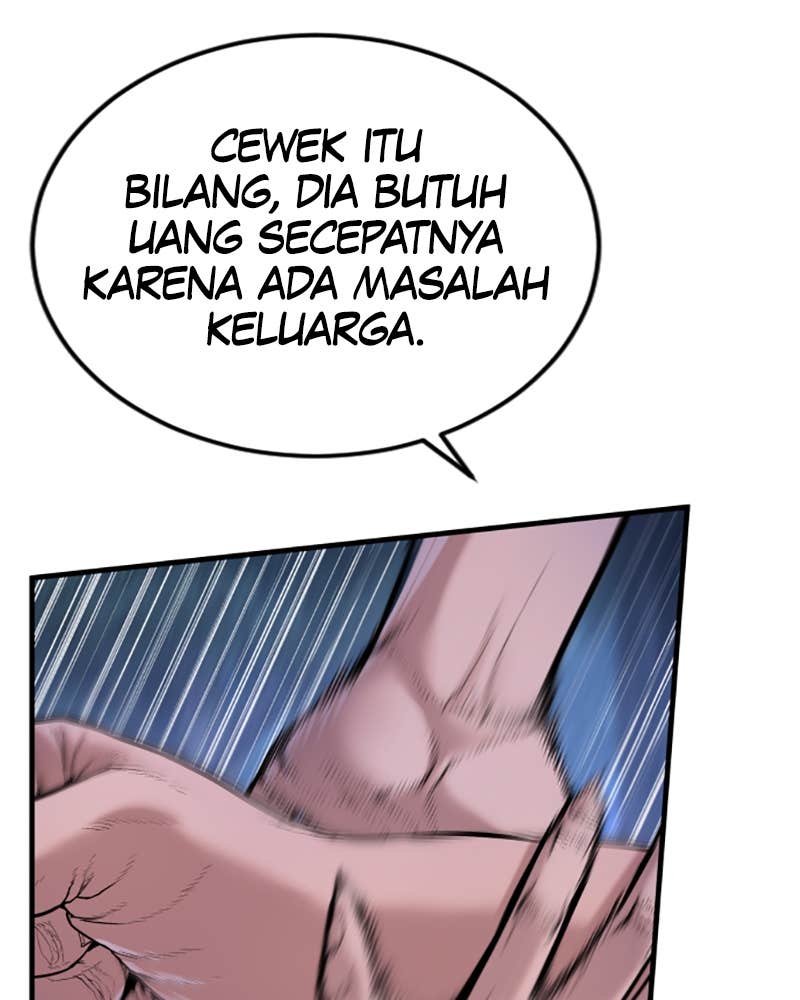 CEWEK ITU
BILANG, DIA BUTUH
UANG SECEPATNYA
KARENA ADA MASALAH
KELUARGA.